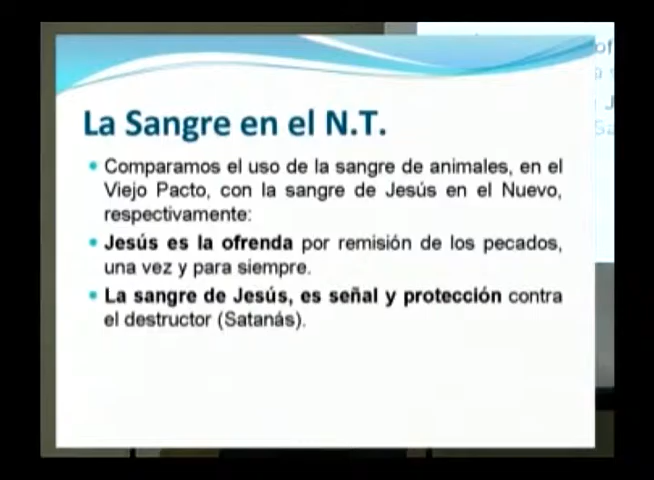 La Sangre en el N.T.
• Comparamos el uso de la sangre de animales, en el
Viejo Pacto, con la sangre de Jesús en el Nuevo,
respectivamente:
• Jesús es la ofrenda por remisión de los pecados,
una vez y para siempre.
• La sangre de Jesús, es señal y protección contra
el destructor (Satanás).